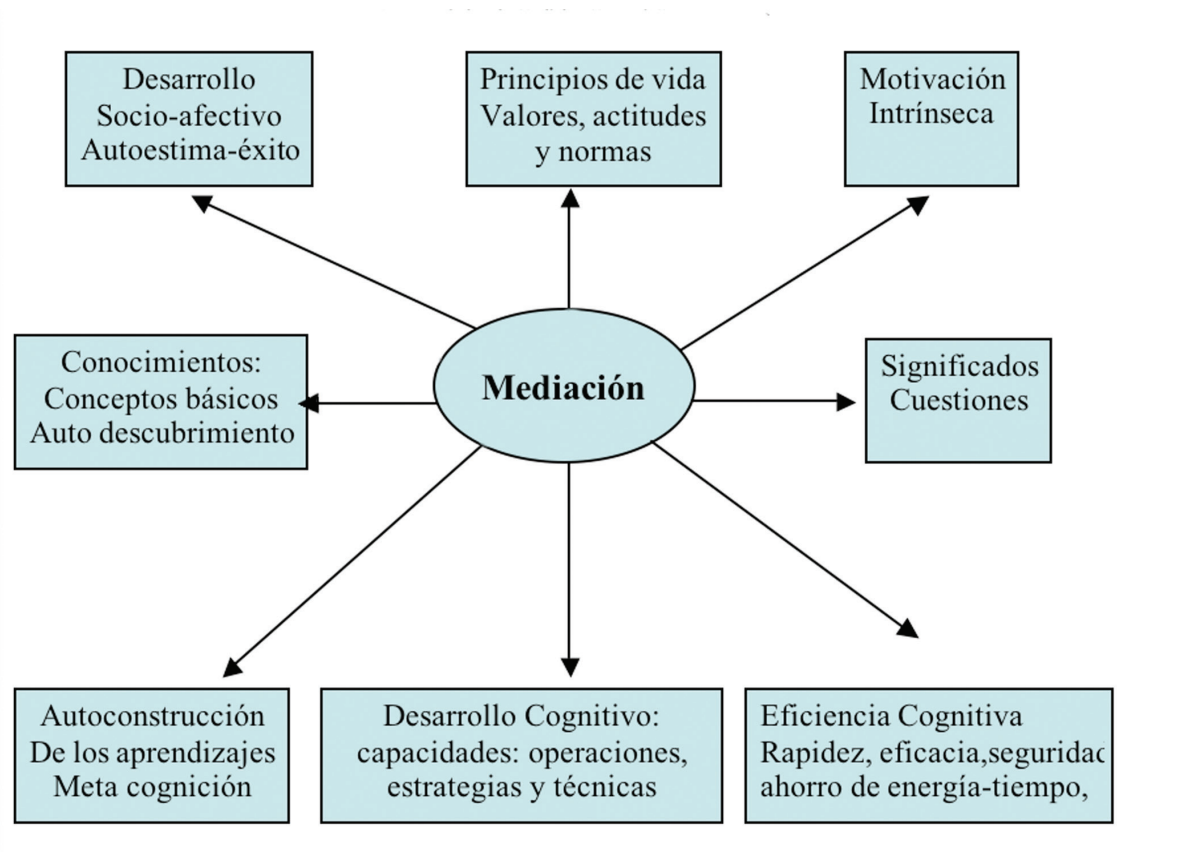 Desarrollo
Socio-afectivo
Autoestima-éxito
Principios de vida
Valores, actitudes
y normas
Motivación
Intrínseca
Conocimientos:
Conceptos básicos
Auto descubrimiento
Mediación
Significados
Cuestiones
Autoconstrucción
De los aprendizajes
Meta cognición
Desarrollo Cognitivo:
capacidades: operaciones,
estrategias y técnicas
Eficiencia Cognitiva
Rapidez, eficacia,seguridad
ahorro de energía-tiempo,